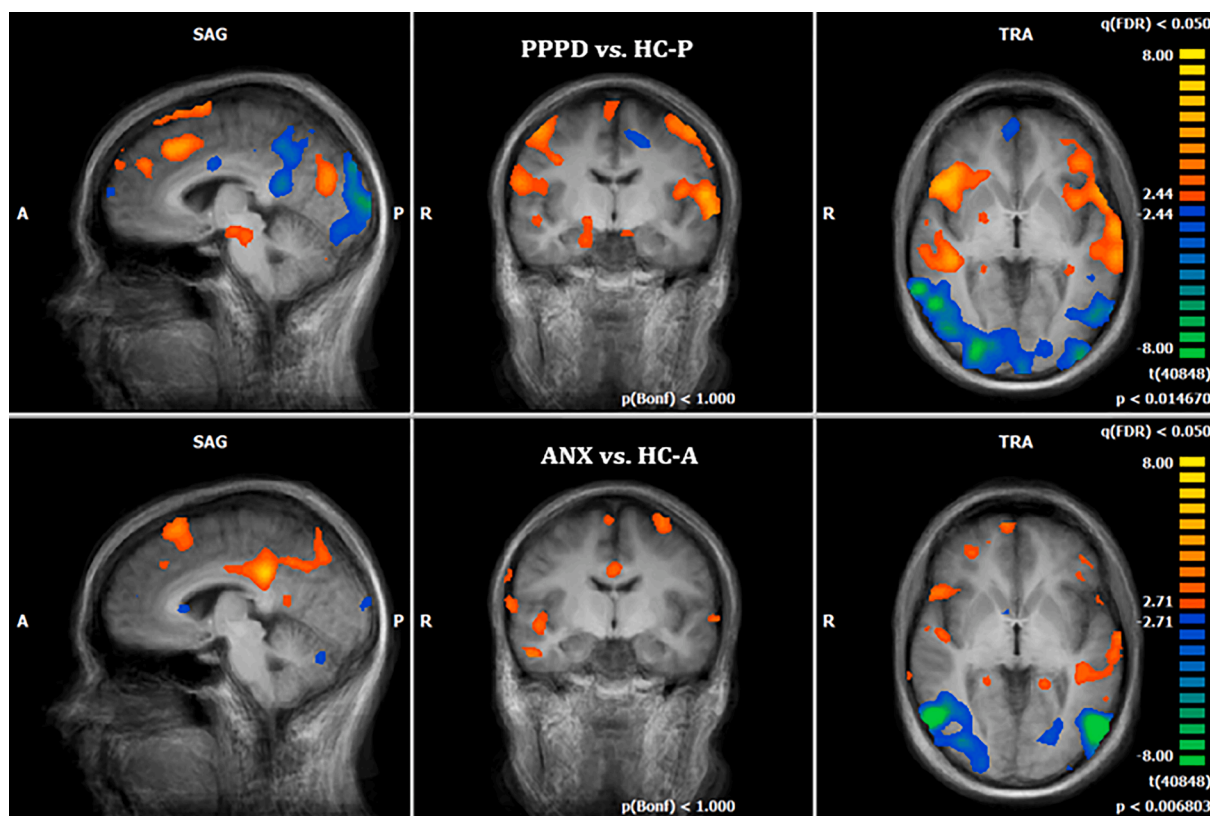 SAG
PPPD vs. HC-P
TRA
q(FDR) < 0.050
8.00
A
P
R
R
2.44
-2.44
-8.00
t(40848)
p(Bonf) < 1.000
p < 0.014670
SAG
ANX vs. HC-A
TRA
q(FDR) < 0.050
8.00
A
P
R
R
2.71
-2.71
-8.00
t(40848)
p(Bonf) < 1.000
p < 0.006803